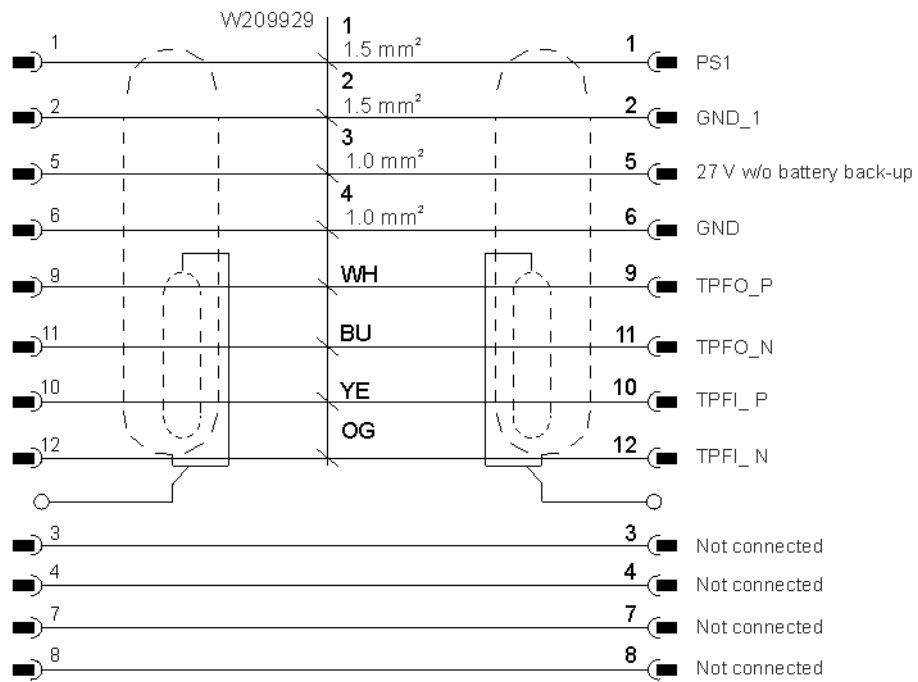 W209929
1 1 1.5 mm² 1 PS1
2 2 1.5 mm² 2 GND_1
5 3 1.0 mm² 5 27 V w/o battery back-up
6 4 1.0 mm² 6 GND
9 WH 9 TPFO_P
11 BU 11 TPFO_N
10 YE 10 TPFI_ P
12 OG 12 TPFI_ N
3 3 Not connected
4 4 Not connected
7 7 Not connected
8 8 Not connected